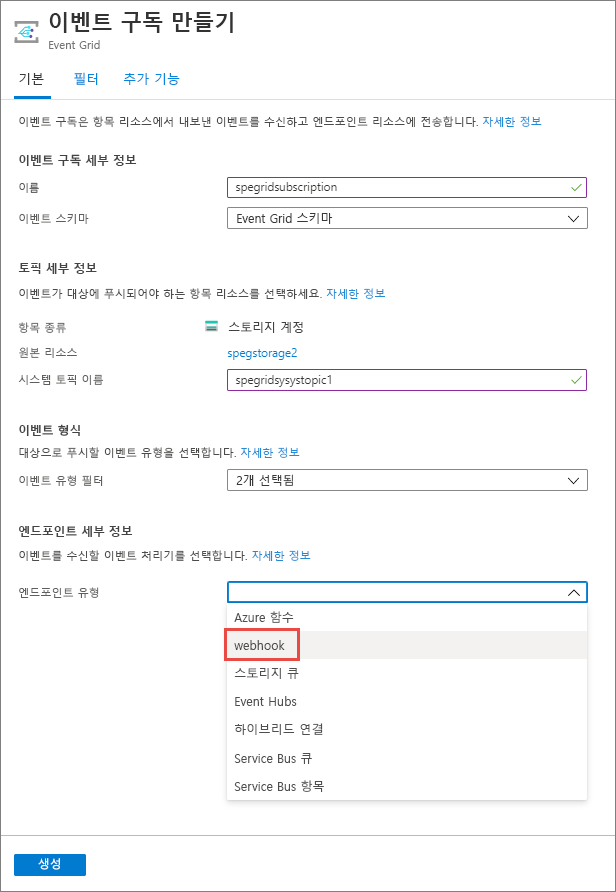 이벤트 구독 만들기
Event Grid
기본 필터 추가 기능
이벤트 구독은 항목 리소스에서 내보낸 이벤트를 수신하고 엔드포인트 리소스에 전송합니다. 자세한 정보
이벤트 구독 세부 정보
이름 spegridsubscription
이벤트 스키마 Event Grid 스키마
토픽 세부 정보
이벤트가 대상에 푸시되어야 하는 항목 리소스를 선택하세요. 자세한 정보
항목 종류 스토리지 계정
원본 리소스 spegstorage2
시스템 토픽 이름 spegridsysystopic1
이벤트 형식
대상으로 푸시할 이벤트 유형을 선택합니다. 자세한 정보
이벤트 유형 필터 2개 선택됨
엔드포인트 세부 정보
이벤트를 수신할 이벤트 처리기를 선택합니다. 자세한 정보
엔드포인트 유형
Azure 함수
webhook
스토리지 큐
Event Hubs
하이브리드 연결
Service Bus 큐
Service Bus 항목
생성